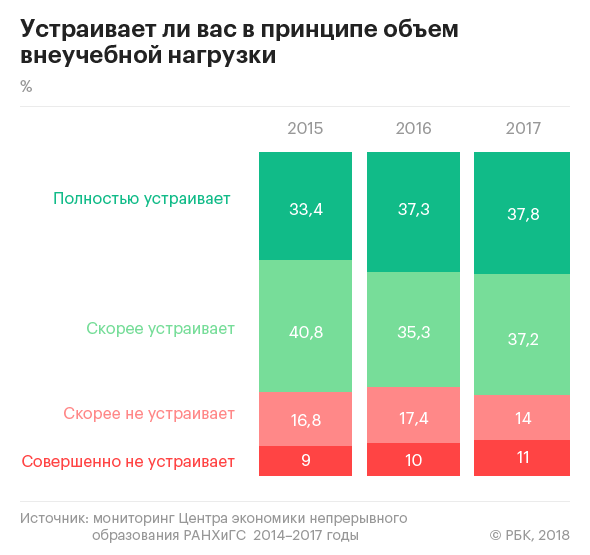 Устраивает ли вас в принципе объем
внеучебной нагрузки
%
2015 2016 2017
Полностью устраивает 33,4 37,3 37,8
Скорее устраивает 40,8 35,3 37,2
Скорее не устраивает 16,8 17,4 14
Совершенно не устраивает 9 10 11
Источник: мониторинг Центра экономики непрерывного
образования РАНХиГС 2014–2017 годы © РБК, 2018